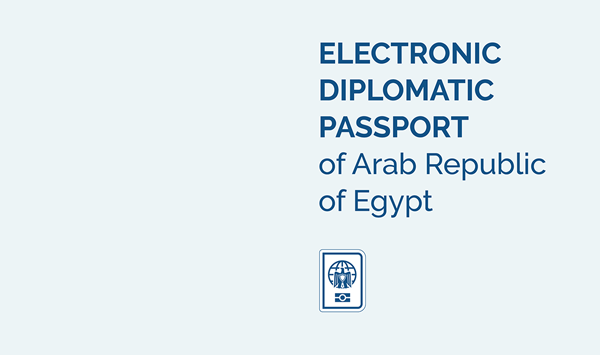 ELECTRONIC
DIPLOMATIC
PASSPORT
of Arab Republic
of Egypt